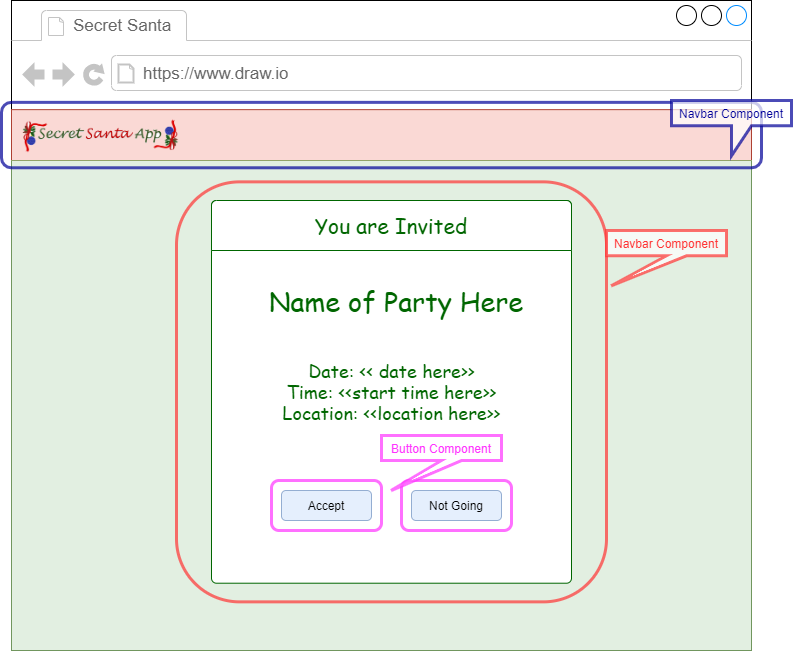 Secret Santa
https://www.draw.io
Navbar Component
Secret Santa App
You are Invited
Navbar Component
Name of Party Here
Date: << date here>>
Time: <<start time here>>
Location: <<location here>>
Button Component
Accept
Not Going